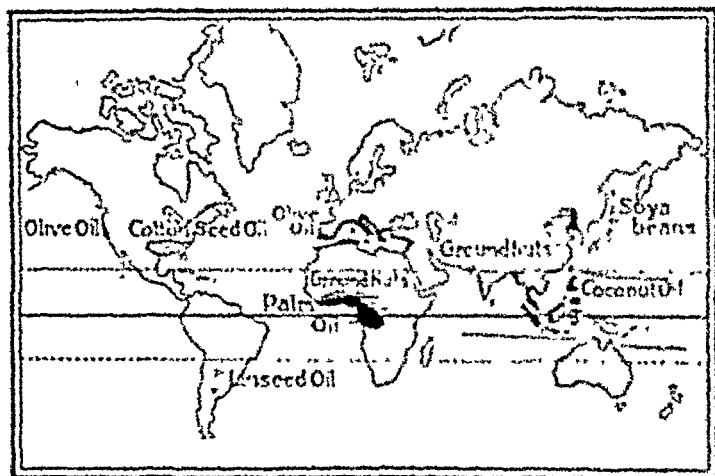 Olive Oil
Cotton Seed Oil
Olive
Oil
Soya
beans
Groundnuts
Groundnuts
Coconut Oil
Palm
Oil
Linseed Oil